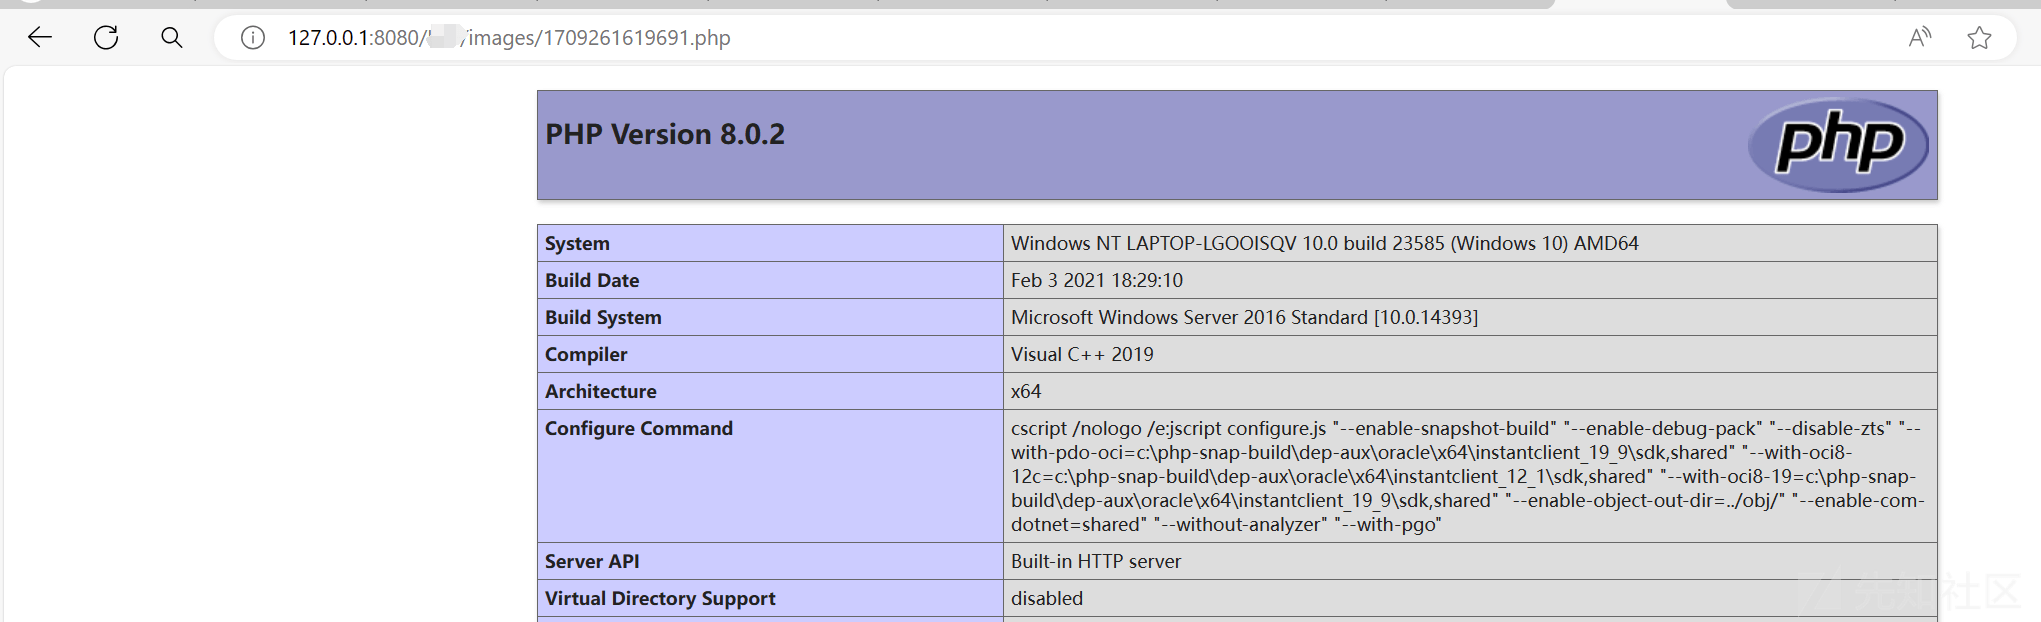 127.0.0.1:8080/ /images/1709261619691.php
PHP Version 8.0.2
php
System Windows NT LAPTOP-LGOOISQV 10.0 build 23585 (Windows 10) AMD64
Build Date Feb 3 2021 18:29:10
Build System Microsoft Windows Server 2016 Standard [10.0.14393]
Compiler Visual C++ 2019
Architecture x64
Configure Command cscript /nologo /e:jscript configure.js "--enable-snapshot-build" "--enable-debug-pack" "--disable-zts" "--
with-pdo-oci=c:\php-snap-build\dep-aux\oracle\x64\instantclient_19_9\sdk,shared" "--with-oci8-
12c=c:\php-snap-build\dep-aux\oracle\x64\instantclient_12_1\sdk,shared" "--with-oci8-19=c:\php-snap-
build\dep-aux\oracle\x64\instantclient_19_9\sdk,shared" "--enable-object-out-dir=../obj/" "--enable-com-
dotnet=shared" "--without-analyzer" "--with-pgo"
Server API Built-in HTTP server
Virtual Directory Support disabled
先知社区